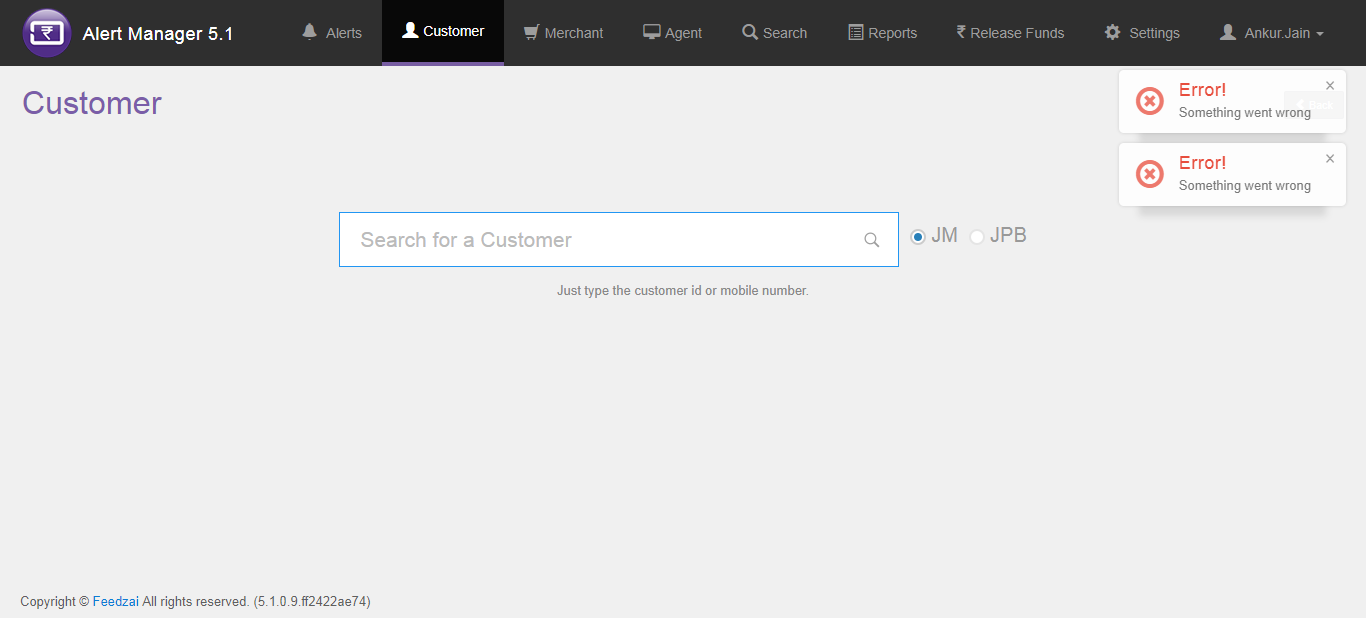 Alert Manager 5.1
Alerts
Customer
Merchant
Agent
Search
Reports
Release Funds
Settings
Ankur.Jain
Customer
Error!
Something went wrong
Error!
Something went wrong
Search for a Customer
JM
JPB
Just type the customer id or mobile number.
Copyright © Feedzai All rights reserved. (5.1.0.9.ff2422ae74)